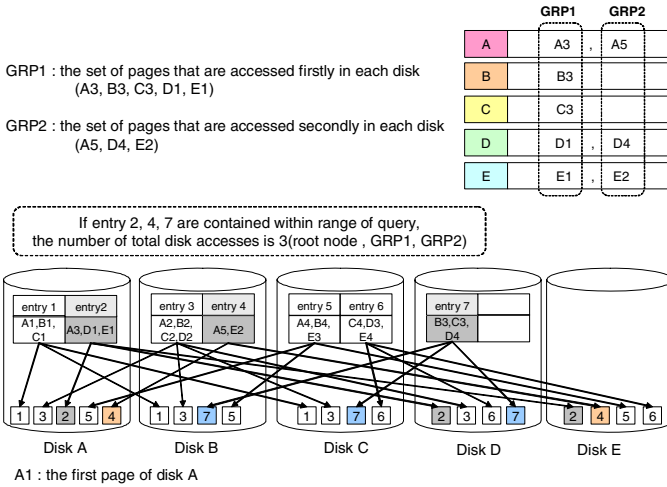 GRP1 GRP2
A A3 , A5
B B3
C C3
D D1 , D4
E E1 , E2
GRP1 : the set of pages that are accessed firstly in each disk
(A3, B3, C3, D1, E1)
GRP2 : the set of pages that are accessed secondly in each disk
(A5, D4, E2)
If entry 2, 4, 7 are contained within range of query,
the number of total disk accesses is 3(root node , GRP1, GRP2)
entry 1 entry2 entry 3 entry 4 entry 5 entry 6 entry 7
A1,B1, C1
A3,D1,E1
A2,B2, C2,D2
A5,E2
A4,B4, E3
C4,D3, E4
B3,C3, D4
1 3 2 5 4 1 3 7 5 1 3 7 6 2 3 6 7 2 4 5 6
Disk A Disk B Disk C Disk D Disk E
A1 : the first page of disk A